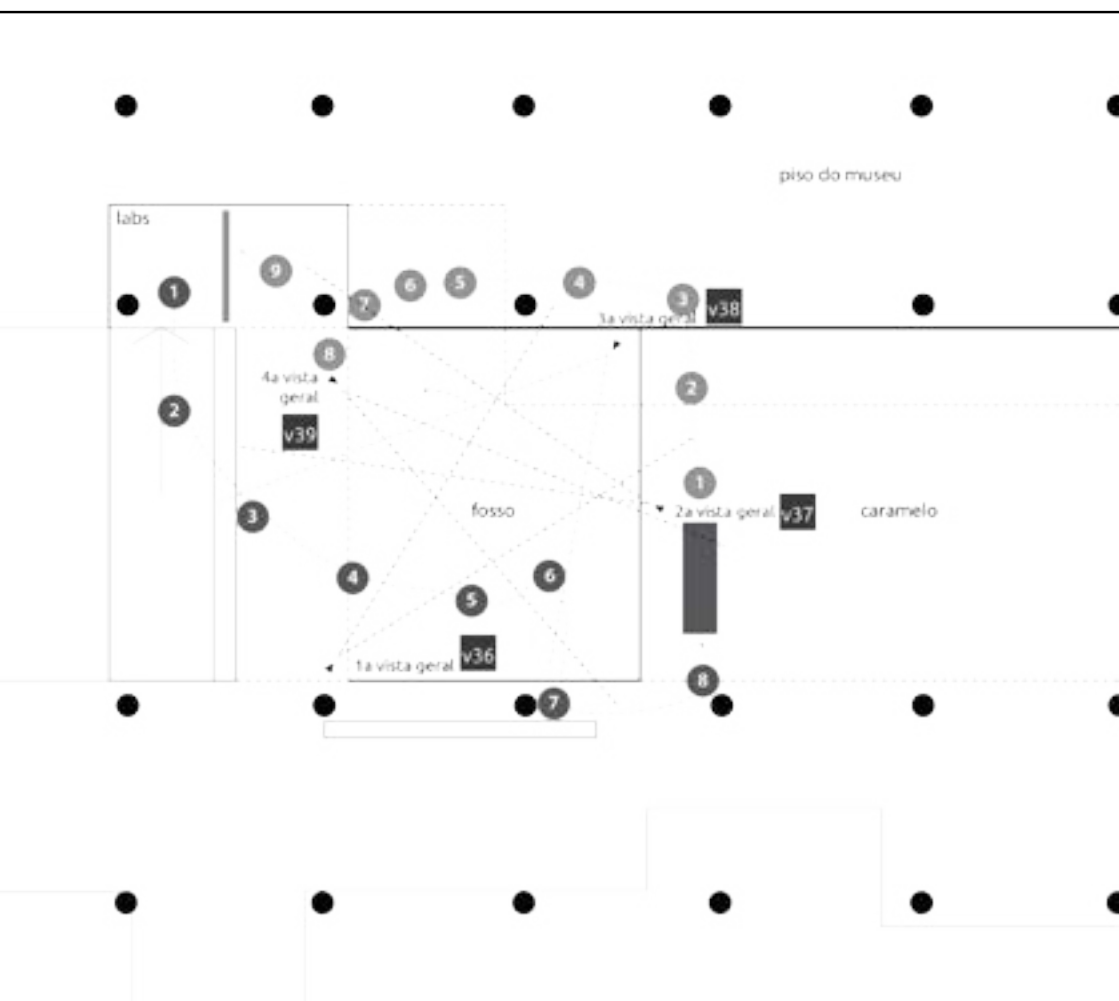 piso do museu
labs
1
9
7
6
5
4
3
v38
3a vista geral
8
2
4a vista
geral
2
v39
1
3
fosso
2a vista geral
v37
caramelo
4
5
6
v36
1a vista geral
8
7